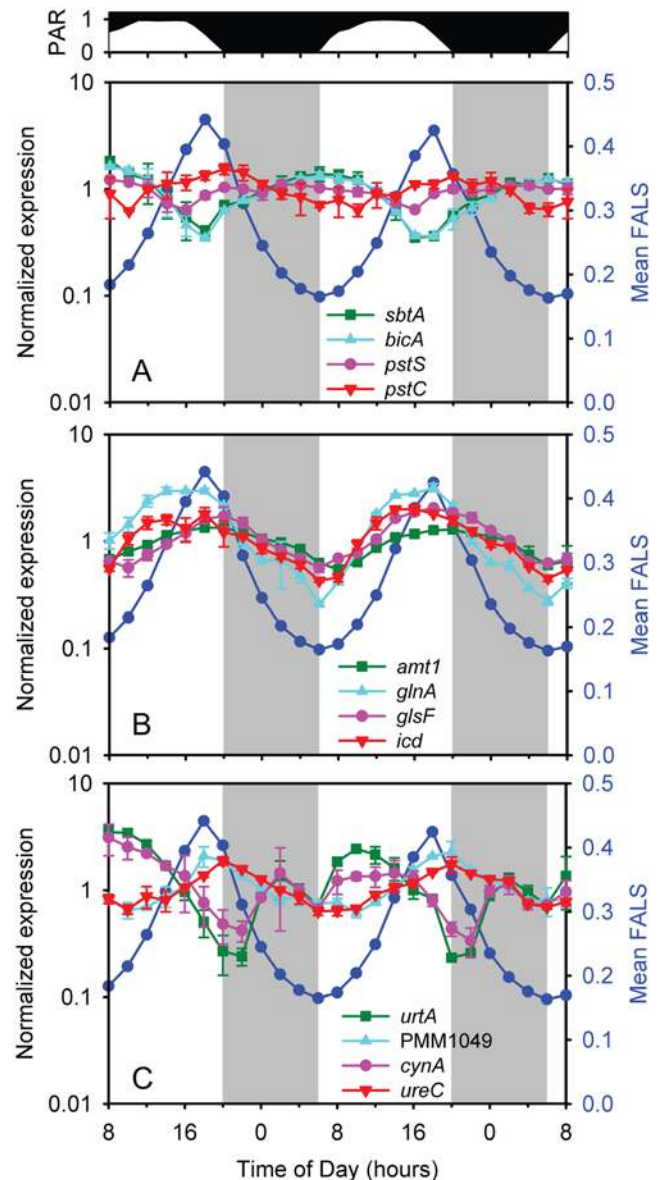 PAR
1
0
10
1
0.1
0.01
Normalized expression
0.5
0.4
0.3
0.2
0.1
0.0
Mean FALS
A
sbtA
bicA
pstS
pstC
10
1
0.1
0.01
Normalized expression
0.5
0.4
0.3
0.2
0.1
0.0
Mean FALS
B
amt1
glnA
glsF
icd
10
1
0.1
0.01
Normalized expression
0.5
0.4
0.3
0.2
0.1
0.0
Mean FALS
C
urtA
PMM1049
cynA
ureC
8 16 0 8 16 0 8
Time of Day (hours)